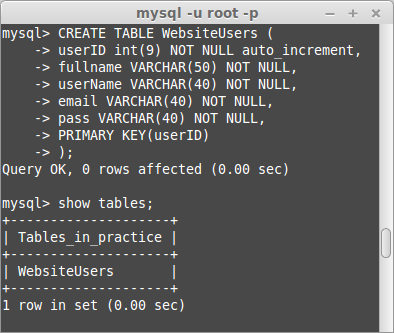 mysql -u root -p
mysql> CREATE TABLE WebsiteUsers (
    -> userID int(9) NOT NULL auto_increment,
    -> fullname VARCHAR(50) NOT NULL,
    -> userName VARCHAR(40) NOT NULL,
    -> email VARCHAR(40) NOT NULL,
    -> pass VARCHAR(40) NOT NULL,
    -> PRIMARY KEY(userID)
    -> );
Query OK, 0 rows affected (0.00 sec)
mysql> show tables;
+--------------------+
| Tables_in_practice |
+--------------------+
| WebsiteUsers       |
+--------------------+
1 row in set (0.00 sec)